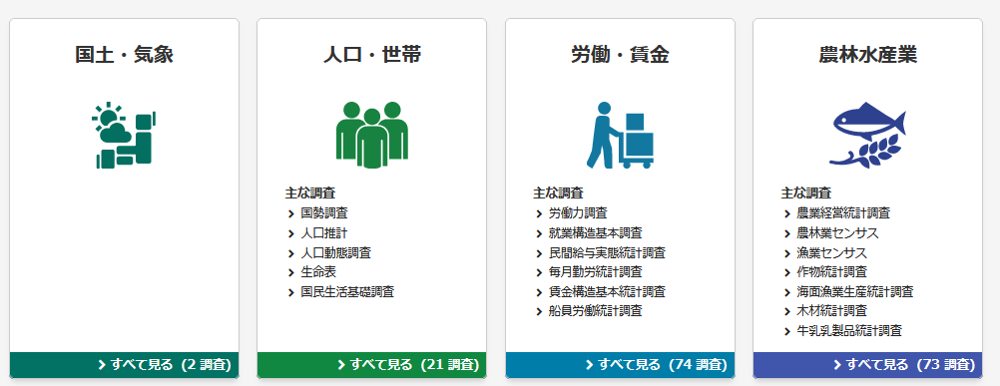 国土・気象
すべて見る（2 調査)
人口・世帯
主な調査
国勢調査
人口推計
人口動態調査
生命表
国民生活基礎調査
すべて見る（21 調査)
労働・賃金
主な調査
労働力調査
就業構造基本調査
民間給与実態統計調査
毎月勤労統計調査
賃金構造基本統計調査
船員労働統計調査
すべて見る（74 調査)
農林水産業
主な調査
農業経営統計調査
農林業センサス
漁業センサス
作物統計調査
海面漁業生産統計調査
木材統計調査
牛乳乳製品統計調査
すべて見る（73 調査)